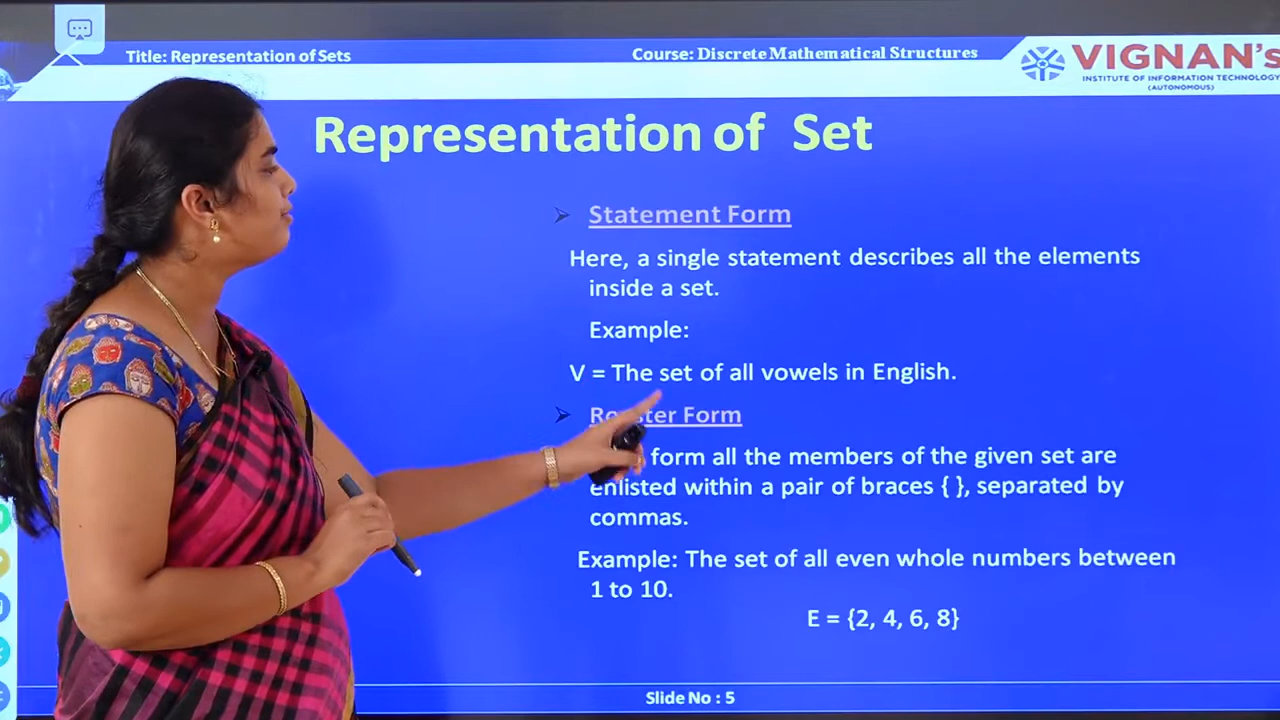 Title: Representation of Sets
Course: Discrete Mathematical Structures
VIGNAN's
INSTITUTE OF INFORMATION TECHNOLOGY
(AUTONOMOUS)
Representation of Set
Statement Form
Here, a single statement describes all the elements
inside a set.
Example:
V = The set of all vowels in English.
Form
form all the members of the given set are
enlisted within a pair of braces { }, separated by
commas.
Example: The set of all even whole numbers between
1 to 10.
E = {2, 4, 6, 8}
Slide No : 5